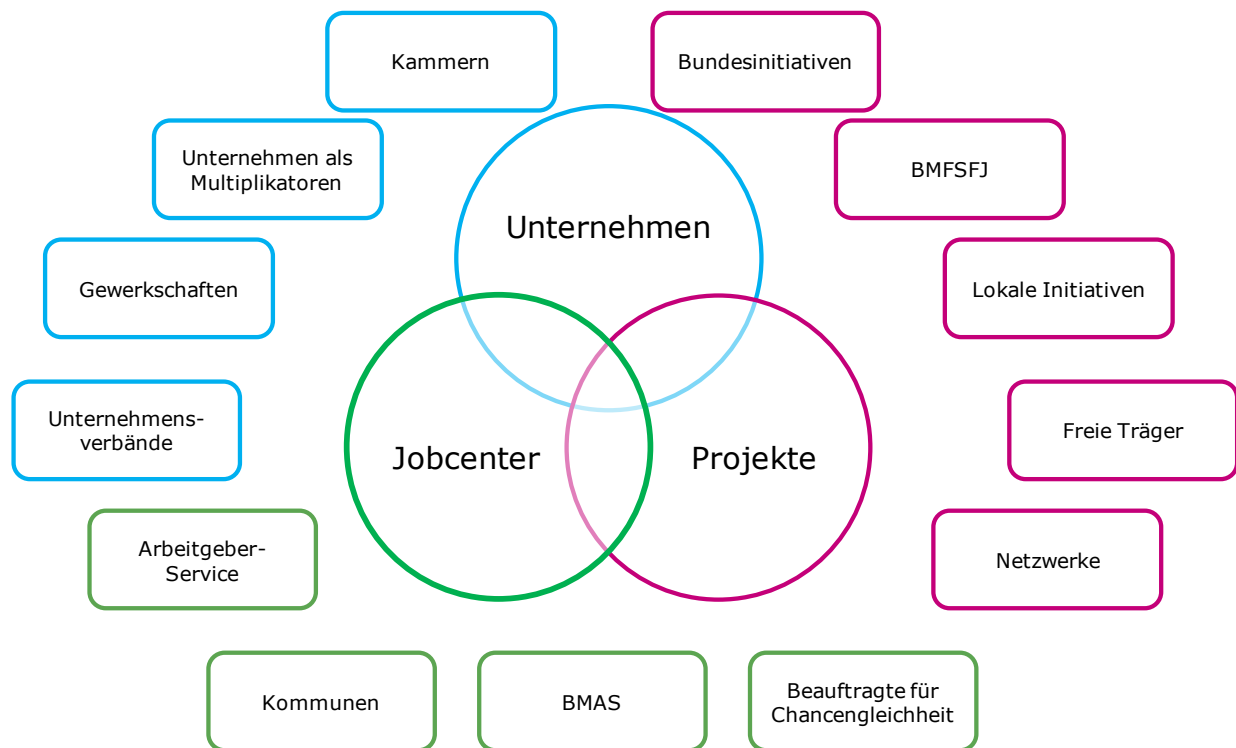 Kammern
Bundesinitiativen
Unternehmen als
Multiplikatoren
BMFSFJ
Unternehmen
Gewerkschaften
Lokale Initiativen
Unternehmens-
verbände
Jobcenter
Projekte
Freie Träger
Arbeitgeber-
Service
Netzwerke
Kommunen
BMAS
Beauftragte für
Chancengleichheit